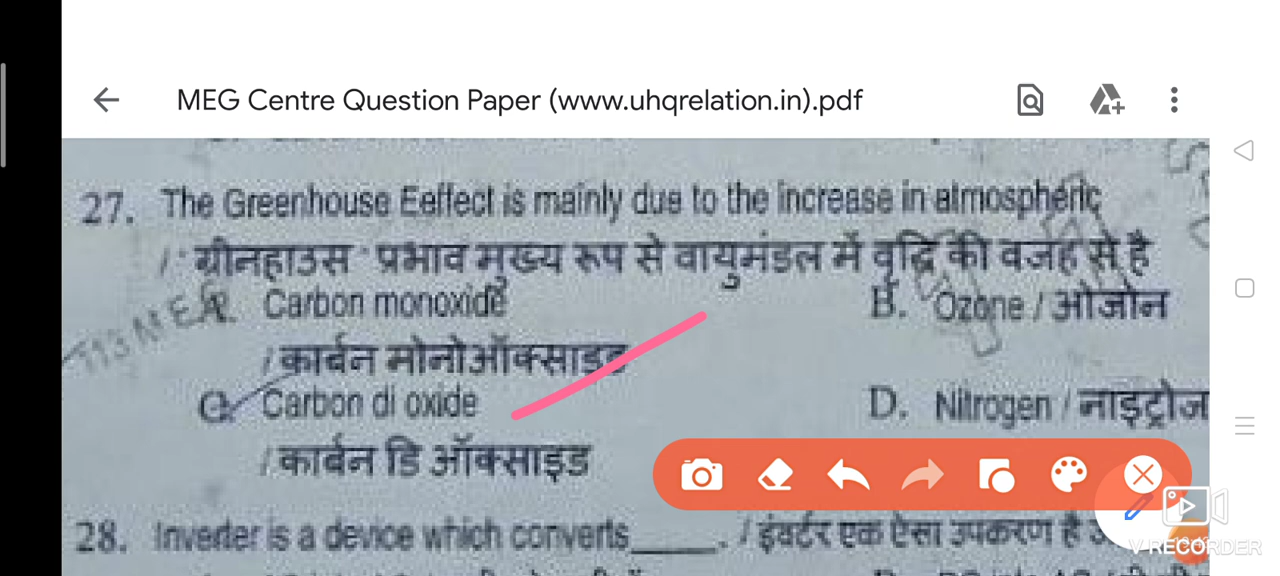 MEG Centre Question Paper (www.uhqrelation.in).pdf
27. The Greenhouse Eeffect is mainly due to the increase in atmospheric
/ ग्रीनहाउस प्रभाव मुख्य रूप से वायुमंडल में वृद्धि की वजह से है
A. Carbon monoxide B. Ozone / ओजोन
/ कार्बन मोनोऑक्साइड
C. Carbon di oxide D. Nitrogen / नाइट्रोज
/ कार्बन डि ऑक्साइड
28. Inverter is a device which converts_____. / इंवर्टर एक ऐसा उपकरण है
V RECORDER